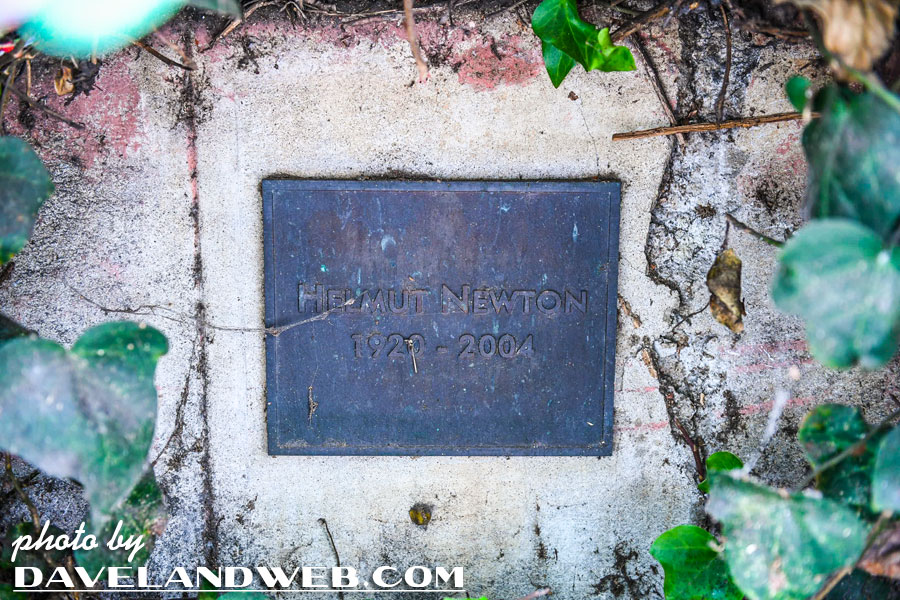 Helmut Newton
1920 - 2004
photo by
DAVELANDWEB.COM